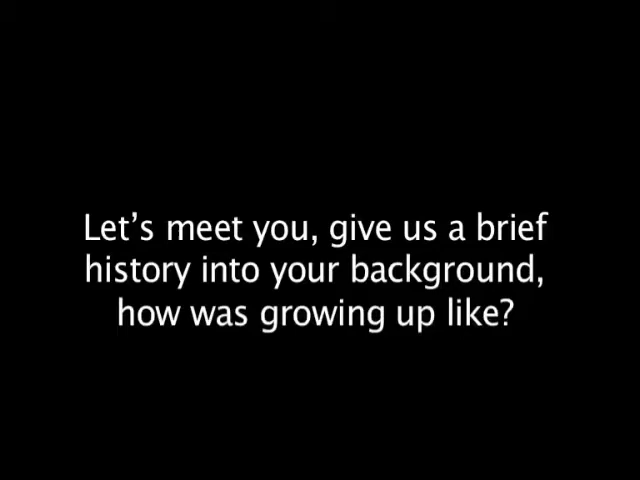 Let’s meet you, give us a brief
history into your background,
how was growing up like?